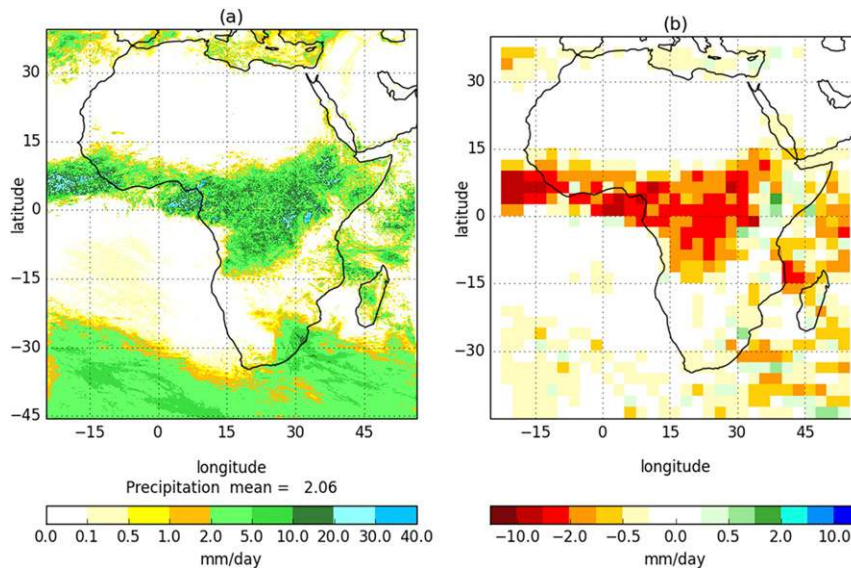 (a)
(b)
30
15
0
−15
−30
−45
latitude
−15 0 15 30 45
longitude
Precipitation mean = 2.06
0.0 0.1 0.5 1.0 2.0 5.0 10.0 20.0 30.0 40.0
mm/day
30
15
0
−15
−30
latitude
−15 0 15 30 45
longitude
−10.0 −2.0 −0.5 0.0 0.5 2.0 10.0
mm/day